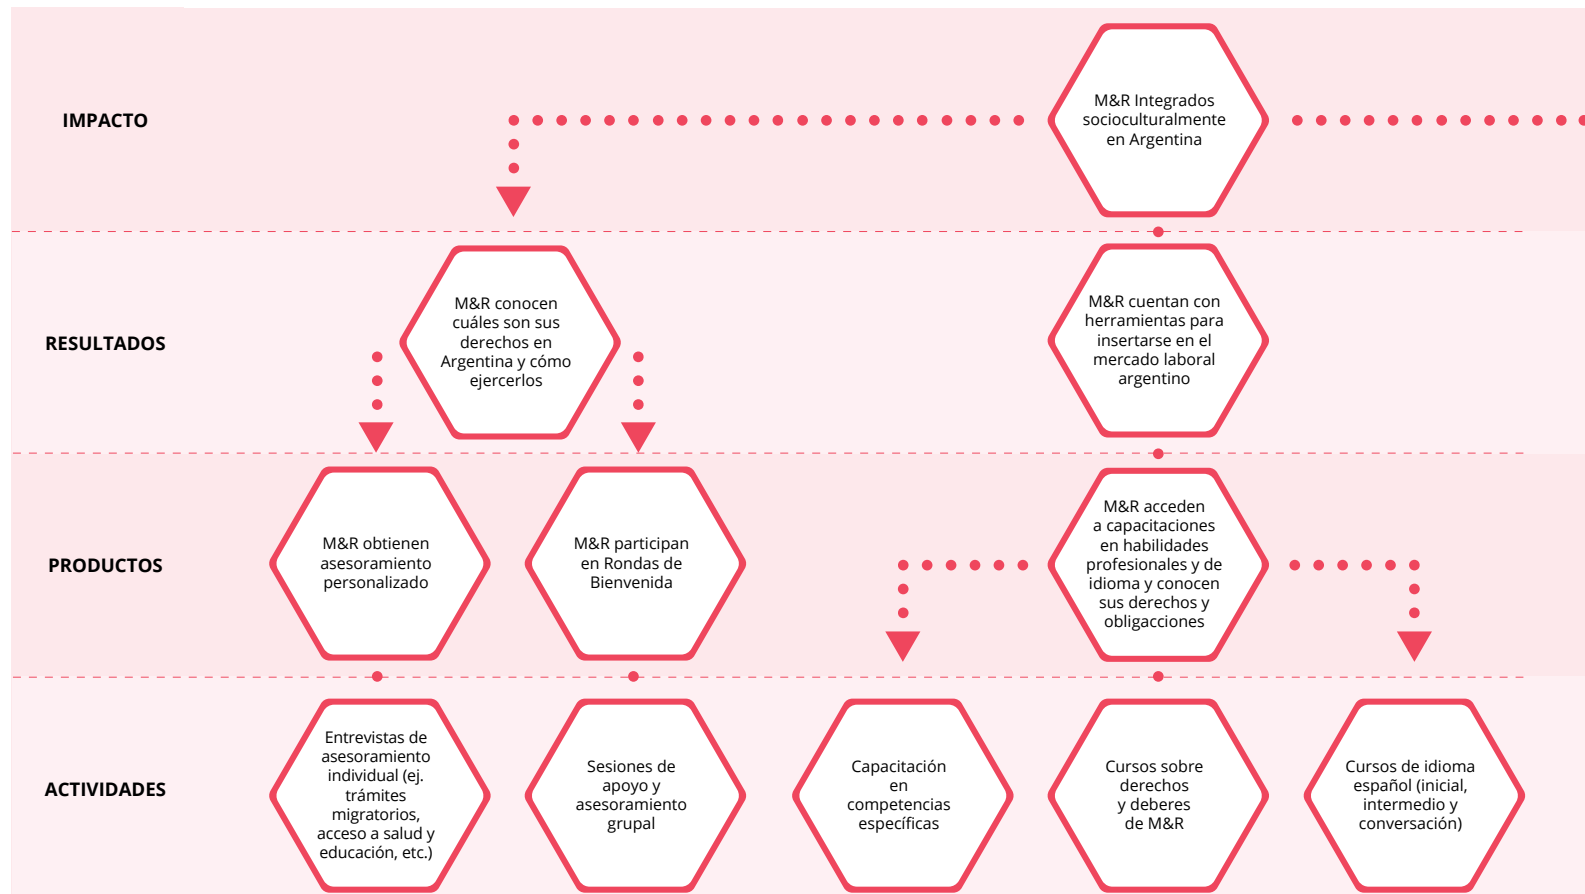 IMPACTO
M&R Integrados
socioculturalmente
en Argentina
RESULTADOS
M&R conocen
cuáles son sus
derechos en
Argentina y cómo
ejercerlos
M&R cuentan con
herramientas para
insertarse en el
mercado laboral
argentino
PRODUCTOS
M&R obtienen
asesoramiento
personalizado
M&R participan
en Rondas de
Bienvenida
M&R acceden
a capacitaciones
en habilidades
profesionales y de
idioma y conocen
sus derechos y
obligacciones
ACTIVIDADES
Entrevistas de
asesoramiento
individual (ej.
trámites
migratorios,
acceso a salud y
educación, etc.)
Sesiones de
apoyo y
asesoramiento
grupal
Capacitación
en
competencias
específicas
Cursos sobre
derechos
y deberes
de M&R
Cursos de idioma
español (inicial,
intermedio y
conversación)